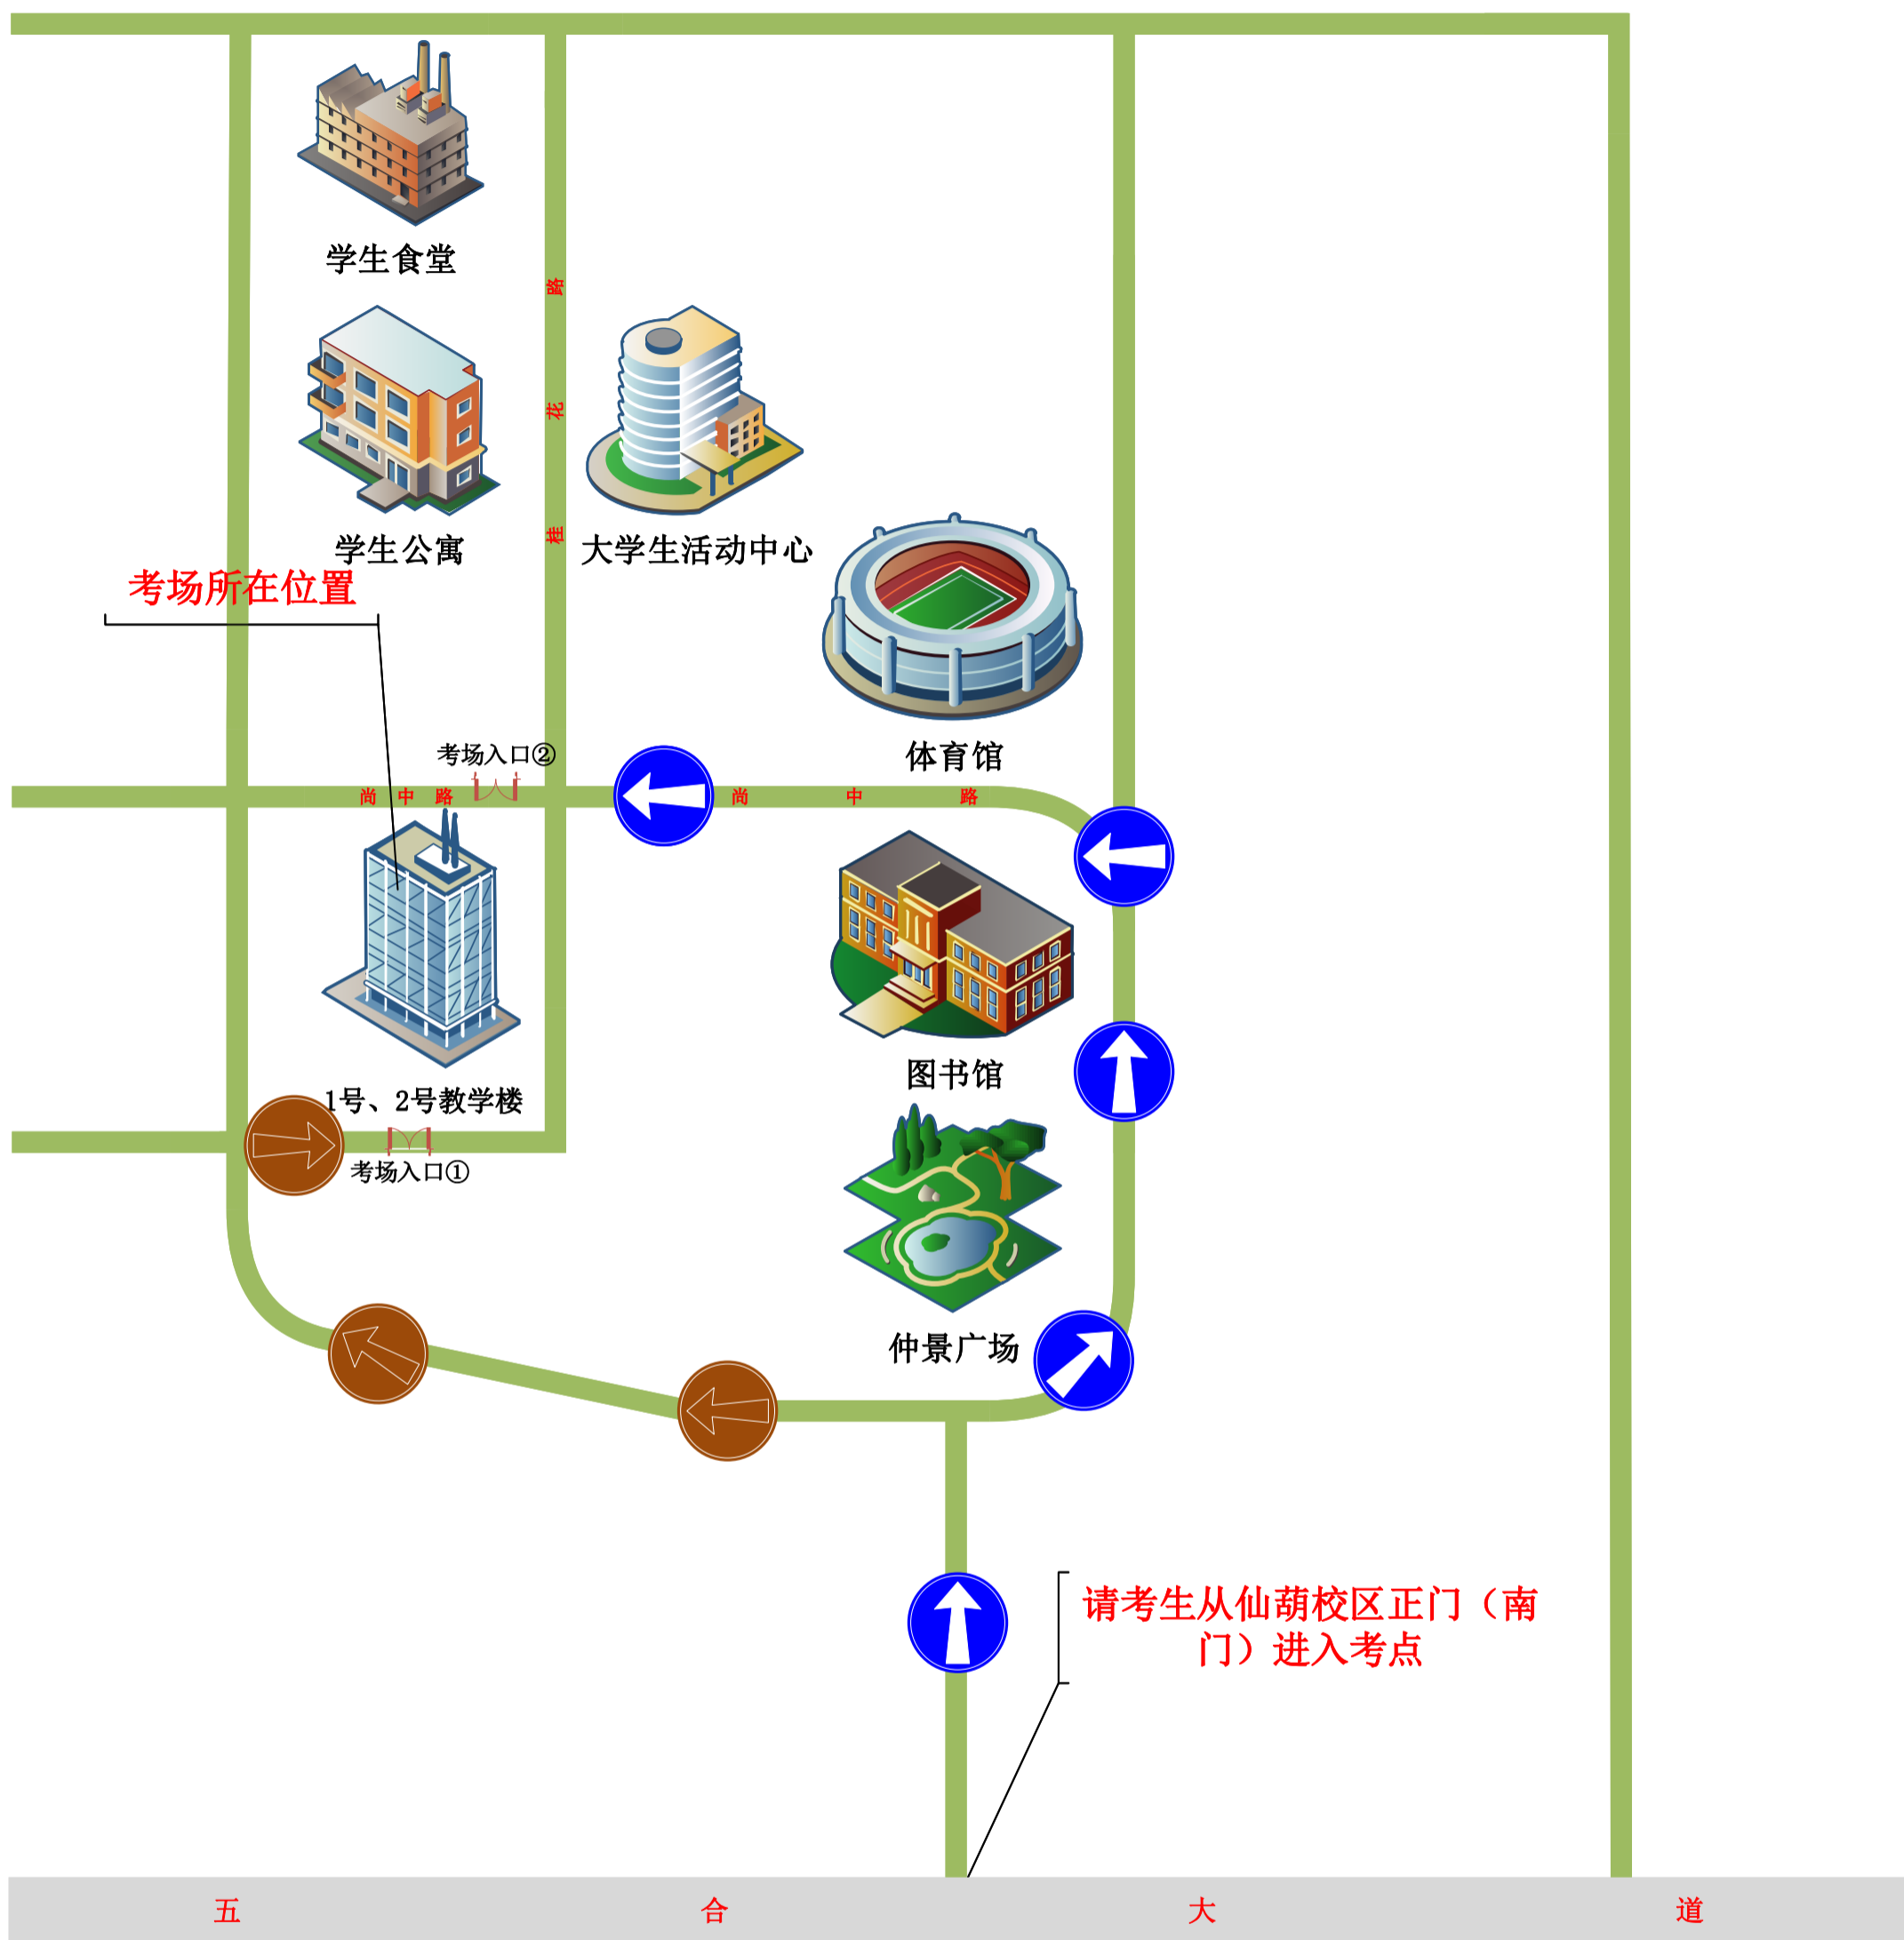 学生食堂
路
花
桂
学生公寓
大学生活动中心
考场所在位置
体育馆
考场入口②
尚中路
尚中路
图书馆
1号、2号教学楼
考场入口①
仲景广场
请考生从仙葫校区正门（南
门）进入考点
五合大道